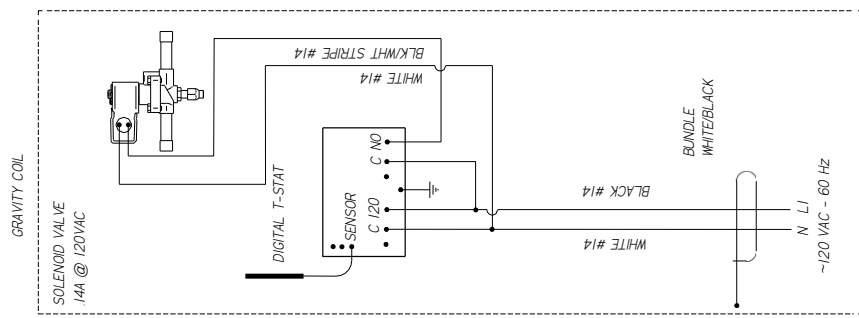 GRAVITY COIL
SOLENOID VALVE
.14A @ 120VAC
BLK/WHT STRIPE #14
WHITE #14
DIGITAL T-STAT
SENSOR
C NO
C 120
BUNDLE
WHITE/BLACK
BLACK #14
WHITE #14
N L1
~120 VAC - 60 Hz